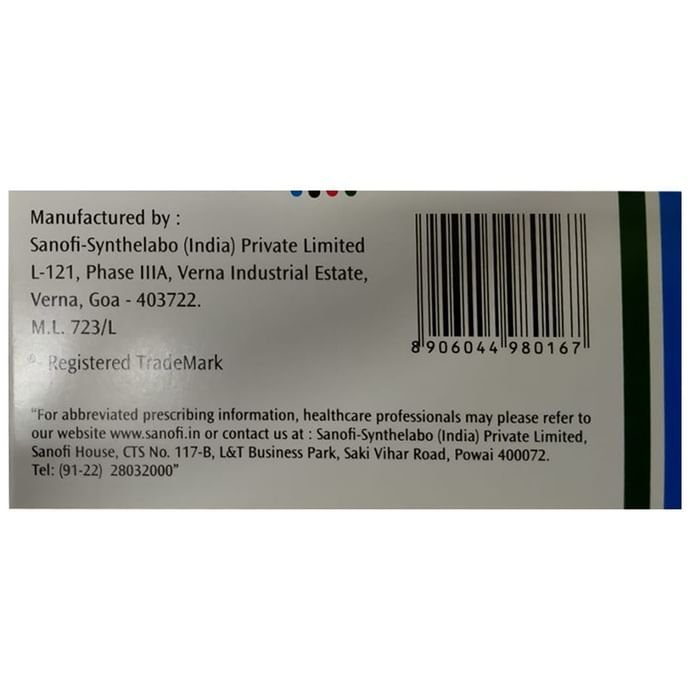 Manufactured by :
Sanofi-Synthelabo (India) Private Limited
L-121, Phase IIIA, Verna Industrial Estate,
Verna, Goa - 403722.
M.L. 723/L
®- Registered TradeMark
8 906044 980167
"For abbreviated prescribing information, healthcare professionals may please refer to
our website www.sanofi.in or contact us at : Sanofi-Synthelabo (India) Private Limited,
Sanofi House, CTS No. 117-B, L&T Business Park, Saki Vihar Road, Powai 400072.
Tel: (91-22) 28032000"